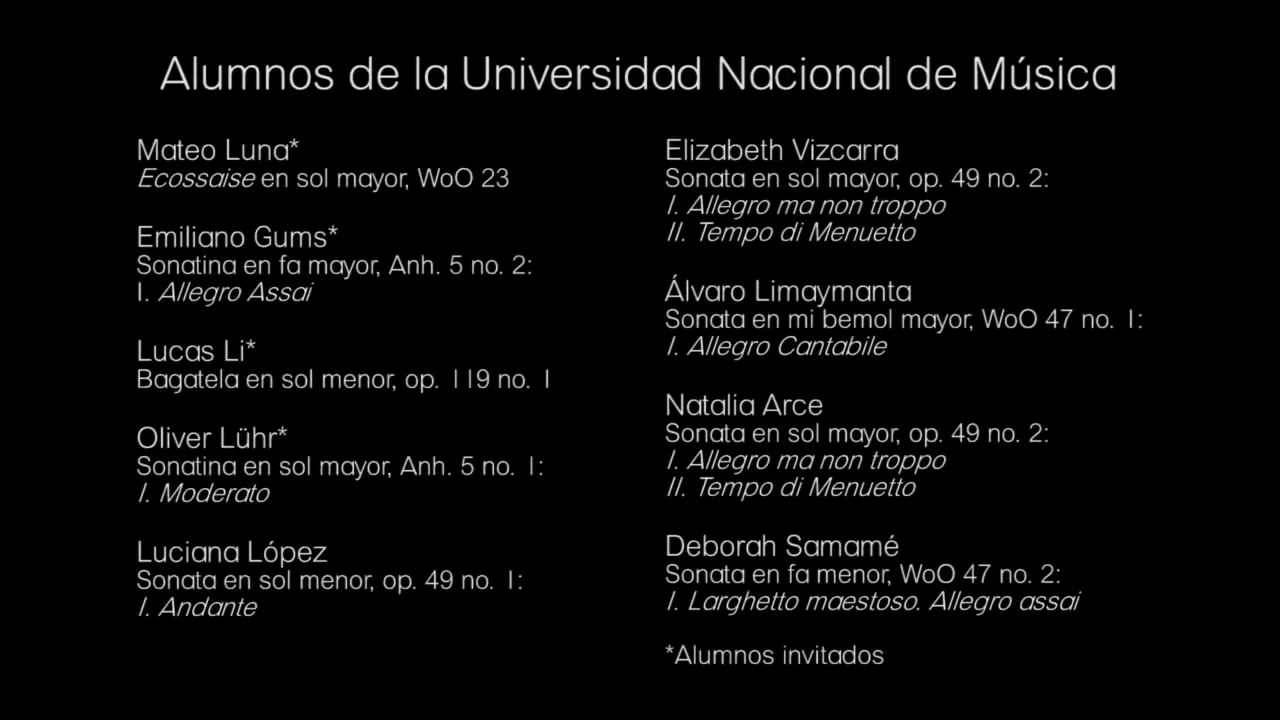 Alumnos de la Universidad Nacional de Música
Mateo Luna*
Ecossaise en sol mayor, WoO 23
Emiliano Gums*
Sonatina en fa mayor, Anh. 5 no. 2:
I. Allegro Assai
Lucas Li*
Bagatela en sol menor, op. 119 no. 1
Oliver Lühr*
Sonatina en sol mayor, Anh. 5 no. 1:
I. Moderato
Luciana López
Sonata en sol menor, op. 49 no. 1:
I. Andante
Elizabeth Vizcarra
Sonata en sol mayor, op. 49 no. 2:
I. Allegro ma non troppo
II. Tempo di Menuetto
Álvaro Limaymanta
Sonata en mi bemol mayor, WoO 47 no. 1:
I. Allegro Cantabile
Natalia Arce
Sonata en sol mayor, op. 49 no. 2:
I. Allegro ma non troppo
II. Tempo di Menuetto
Deborah Samamé
Sonata en fa menor, WoO 47 no. 2:
I. Larghetto maestoso. Allegro assai
*Alumnos invitados